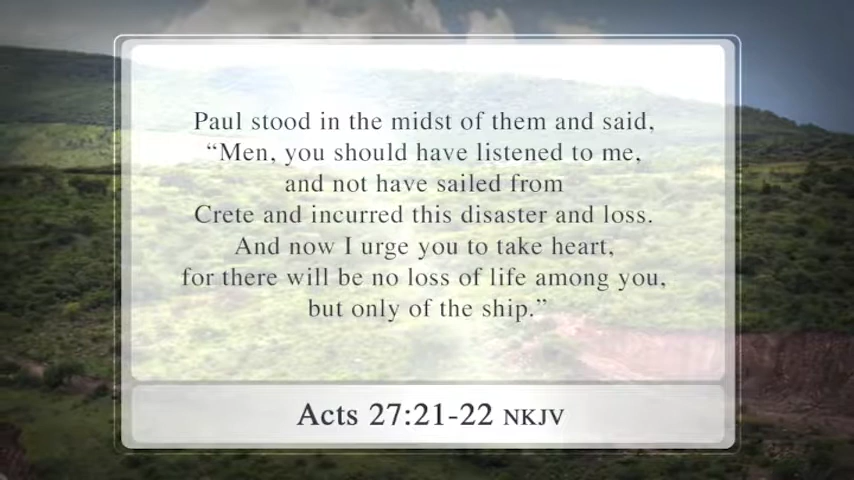 Paul stood in the midst of them and said,
“Men, you should have listened to me,
and not have sailed from
Crete and incurred this disaster and loss.
And now I urge you to take heart,
for there will be no loss of life among you,
but only of the ship.”
Acts 27:21-22 NKJV